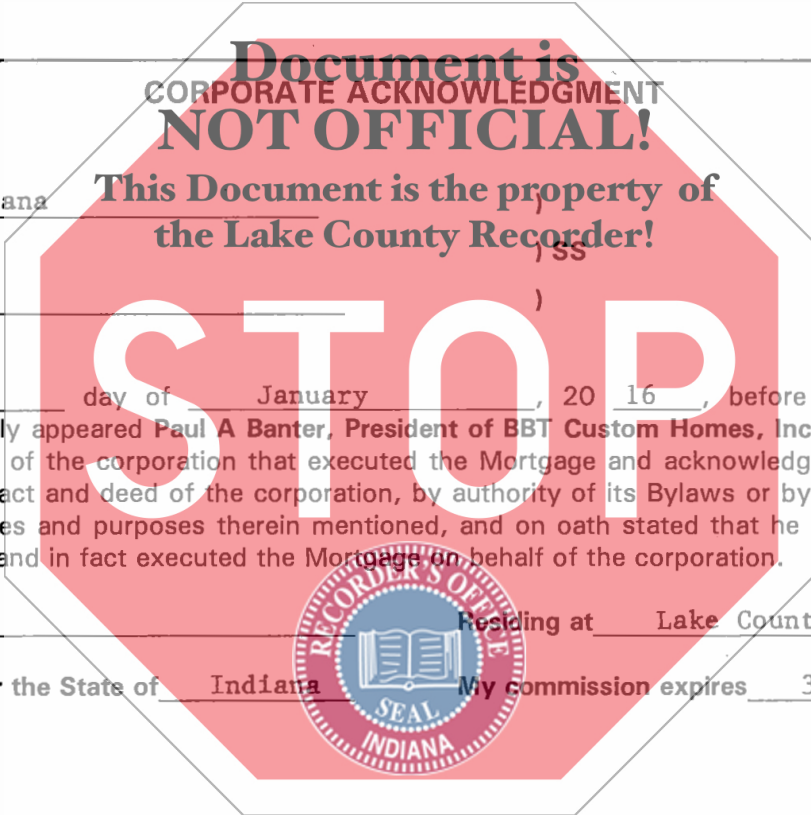 Document is
CORPORATE ACKNOWLEDGMENT
NOT OFFICIAL!
This Document is the property of
ana )
the Lake County Recorder!
) SS
)
STOP
day of January , 20 16 , before
ly appeared Paul A Banter, President of BBT Custom Homes, Inc
of the corporation that executed the Mortgage and acknowledg
act and deed of the corporation, by authority of its Bylaws or by
es and purposes therein mentioned, and on oath stated that he
and in fact executed the Mortgage on behalf of the corporation.
RECORDER'S OFFICE
Residing at Lake Count
the State of Indiana My commission expires 3
SEAL
INDIANA